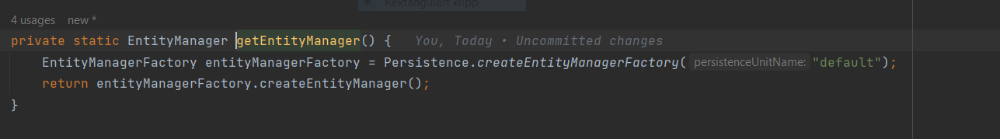 Rektangulärt klipp
4 usages   new *
private static EntityManager getEntityManager() {   You, Today • Uncommitted changes
    EntityManagerFactory entityManagerFactory = Persistence.createEntityManagerFactory( persistenceUnitName: "default");
    return entityManagerFactory.createEntityManager();
}